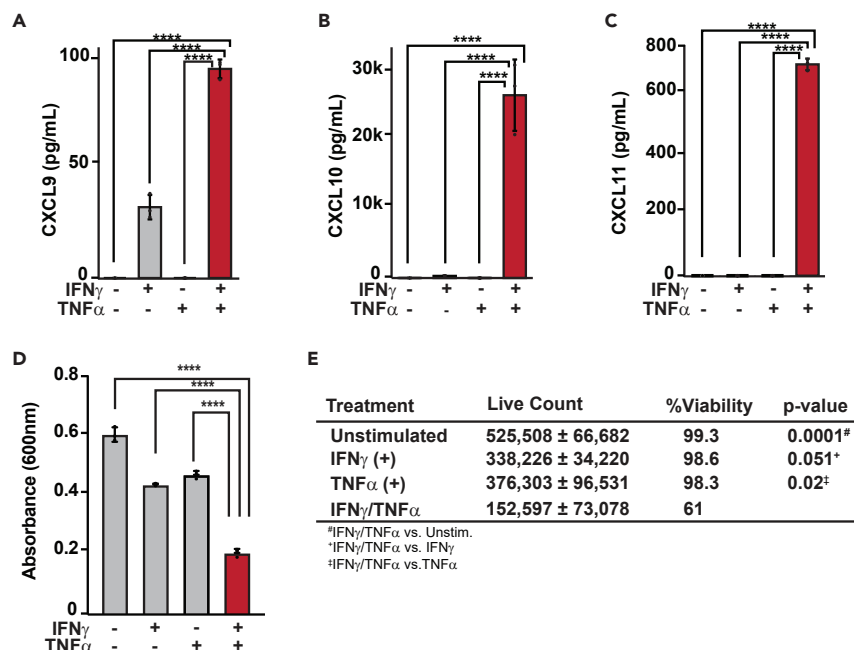 A
CXCL9 (pg/mL)
100
50
0
****
****
****
IFNγ - + - +
TNFα - - + +
B
CXCL10 (pg/mL)
30k
20k
10k
0
****
****
****
IFNγ - + - +
TNFα - - + +
C
CXCL11 (pg/mL)
800
600
400
200
0
****
****
****
IFNγ - + - +
TNFα - - + +
D
Absorbance (600nm)
0.8
0.6
0.4
0.2
0
****
****
****
IFNγ - + - +
TNFα - - + +
E
Treatment Live Count %Viability p-value
Unstimulated 525,508 ± 66,682 99.3 0.0001#
IFNγ (+) 338,226 ± 34,220 98.6 0.051+
TNFα (+) 376,303 ± 96,531 98.3 0.02‡
IFNγ/TNFα 152,597 ± 73,078 61
#IFNγ/TNFα vs. Unstim.
+IFNγ/TNFα vs. IFNγ
‡IFNγ/TNFα vs.TNFα